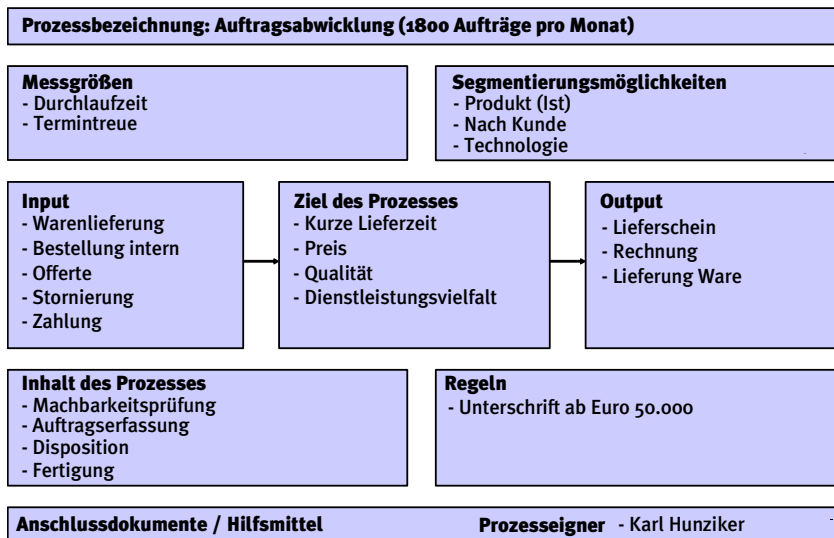 Prozessbezeichnung: Auftragsabwicklung (1800 Aufträge pro Monat)
Messgrößen
- Durchlaufzeit
- Termintreue
Segmentierungsmöglichkeiten
- Produkt (Ist)
- Nach Kunde
- Technologie
Input
- Warenlieferung
- Bestellung intern
- Offerte
- Stornierung
- Zahlung
Ziel des Prozesses
- Kurze Lieferzeit
- Preis
- Qualität
- Dienstleistungsvielfalt
Output
- Lieferschein
- Rechnung
- Lieferung Ware
Inhalt des Prozesses
- Machbarkeitsprüfung
- Auftragserfassung
- Disposition
- Fertigung
Regeln
- Unterschrift ab Euro 50.000
Anschlussdokumente / Hilfsmittel
Prozesseigner - Karl Hunziker